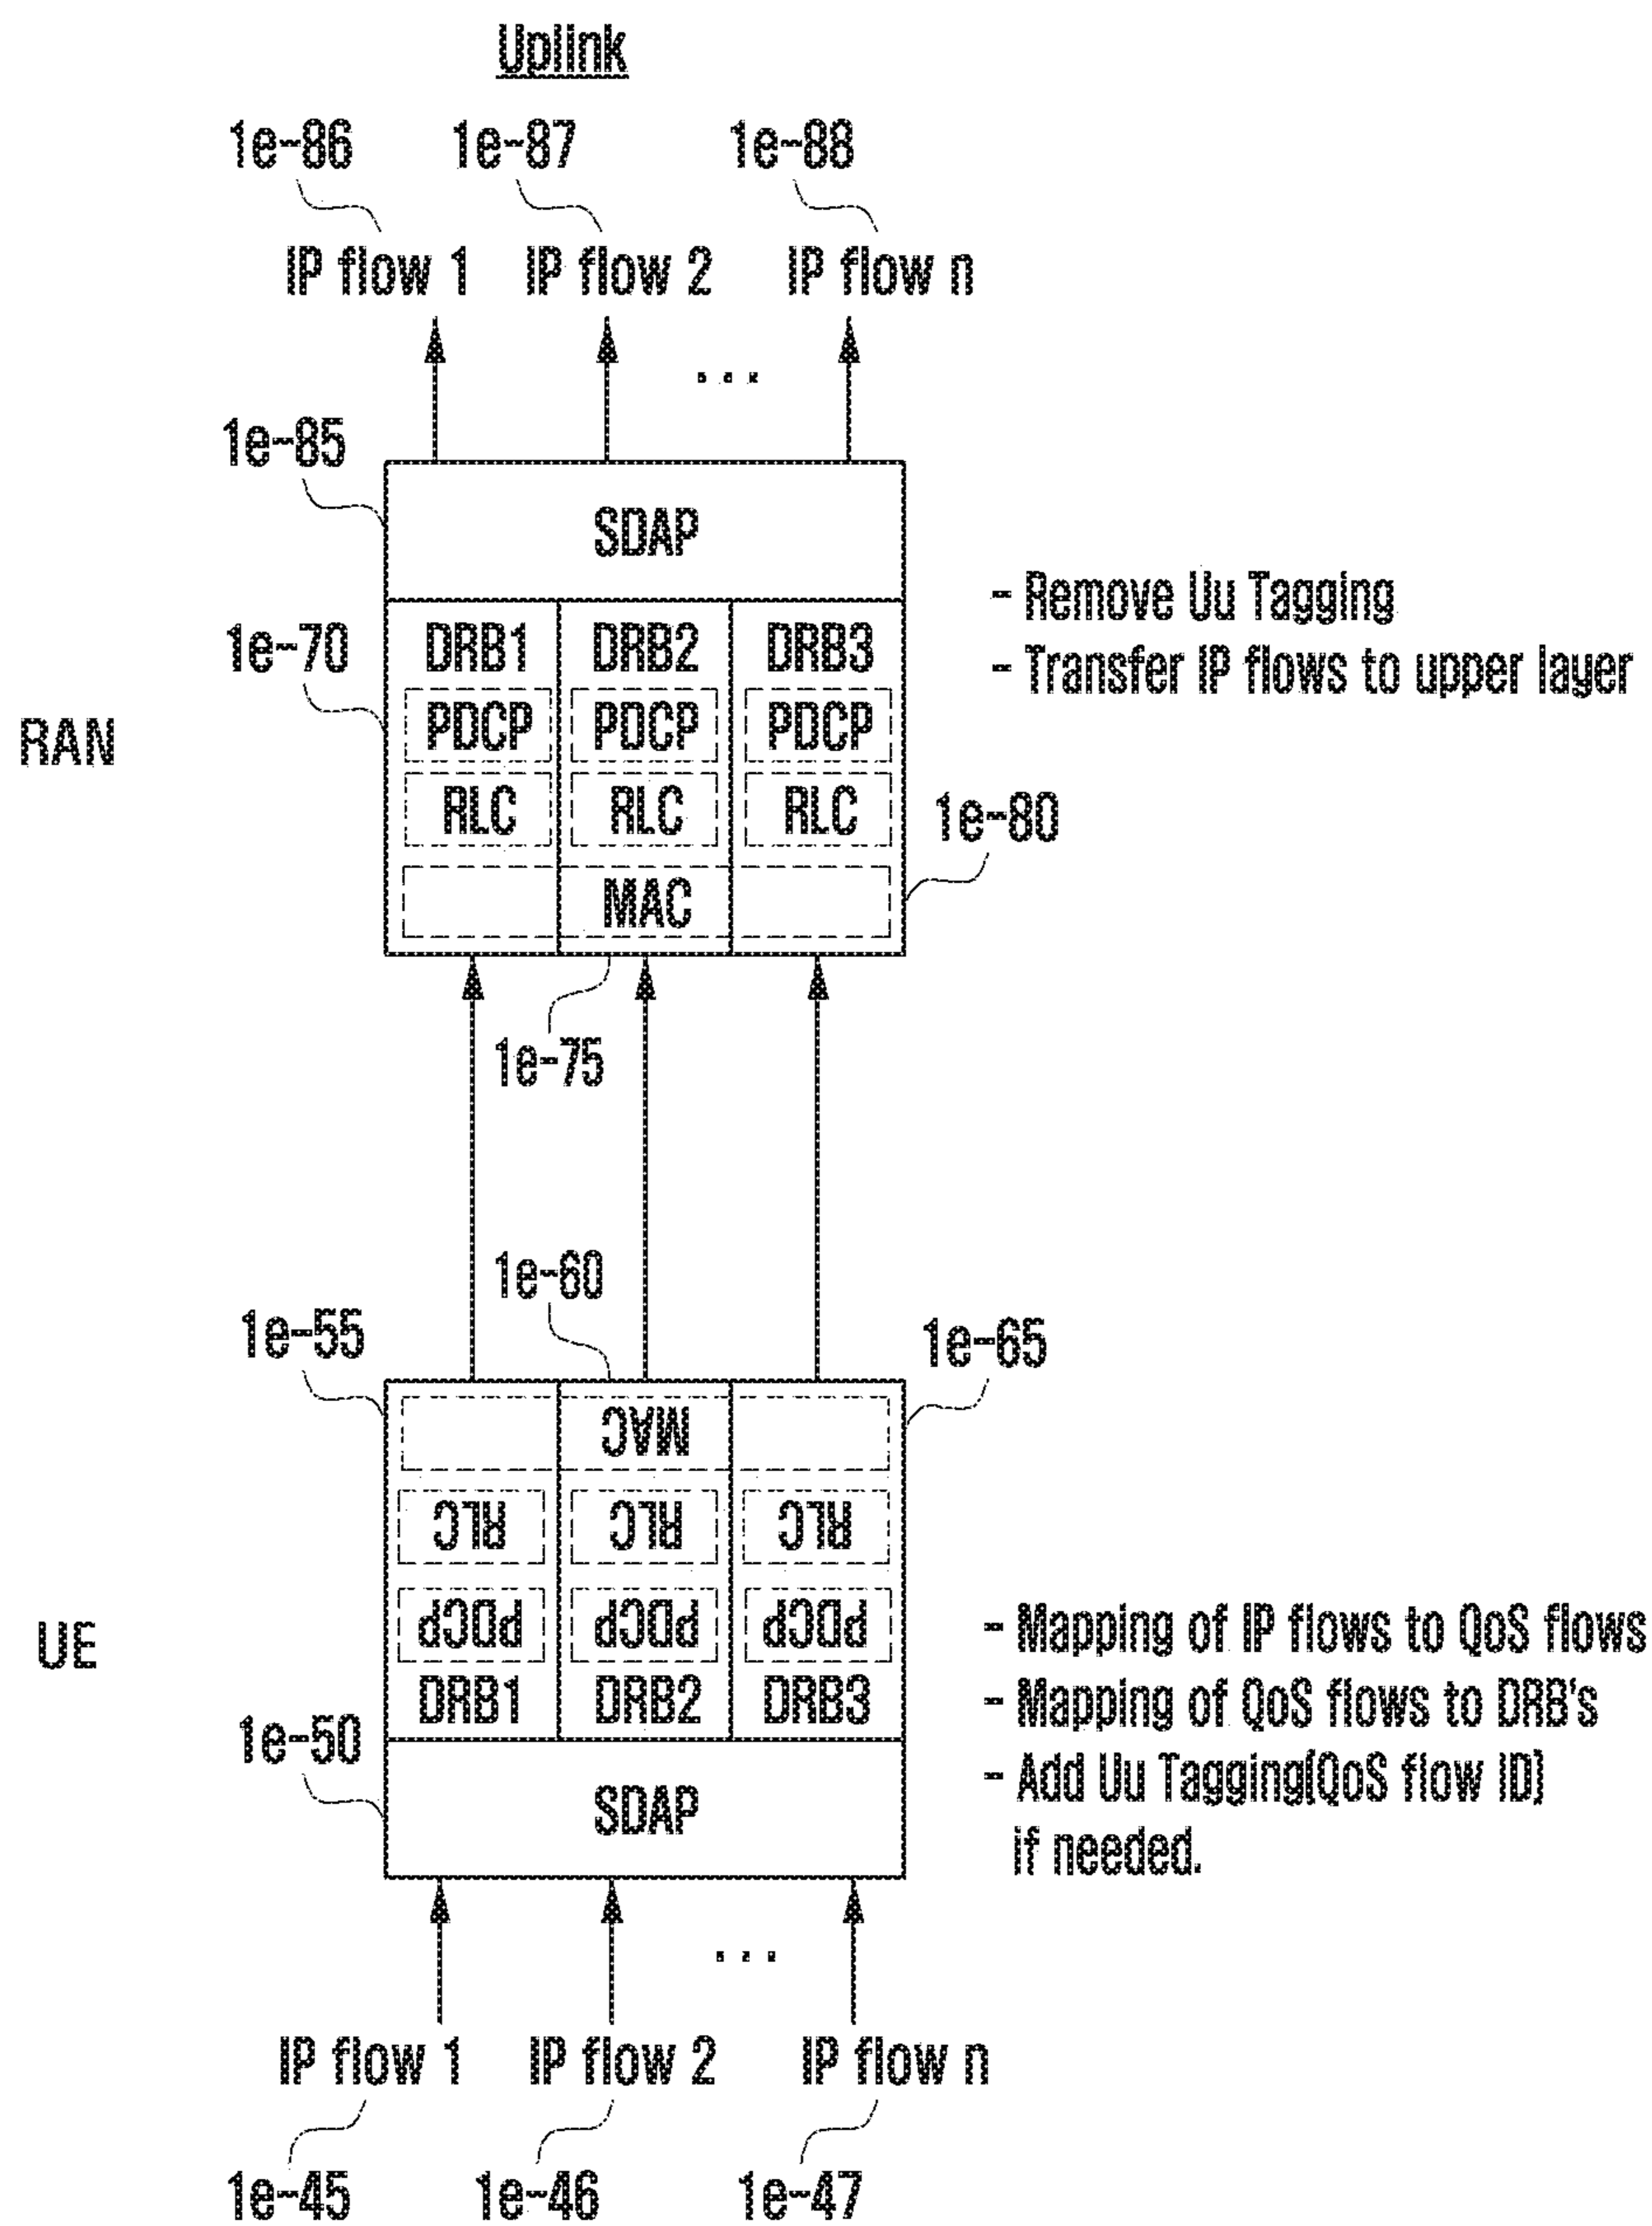 Uplink
1e-86 1e-87 1e-88
IP flow 1 IP flow 2 IP flow n
...
1e-85
SDAP
- Remove Uu Tagging
1e-70 DRB1 DRB2 DRB3
- Transfer IP flows to upper layer
RAN
PDCP PDCP PDCP
RLC RLC RLC
1e-80
MAC
1e-75
1e-60
1e-55 1e-65
MAC
RLC RLC RLC
UE
PDCP PDCP PDCP
- Mapping of IP flows to QoS flows
DRB1 DRB2 DRB3
- Mapping of QoS flows to DRB's
1e-50
- Add Uu Tagging(QoS flow ID)
SDAP
if needed.
...
IP flow 1 IP flow 2 IP flow n
1e-45 1e-46 1e-47